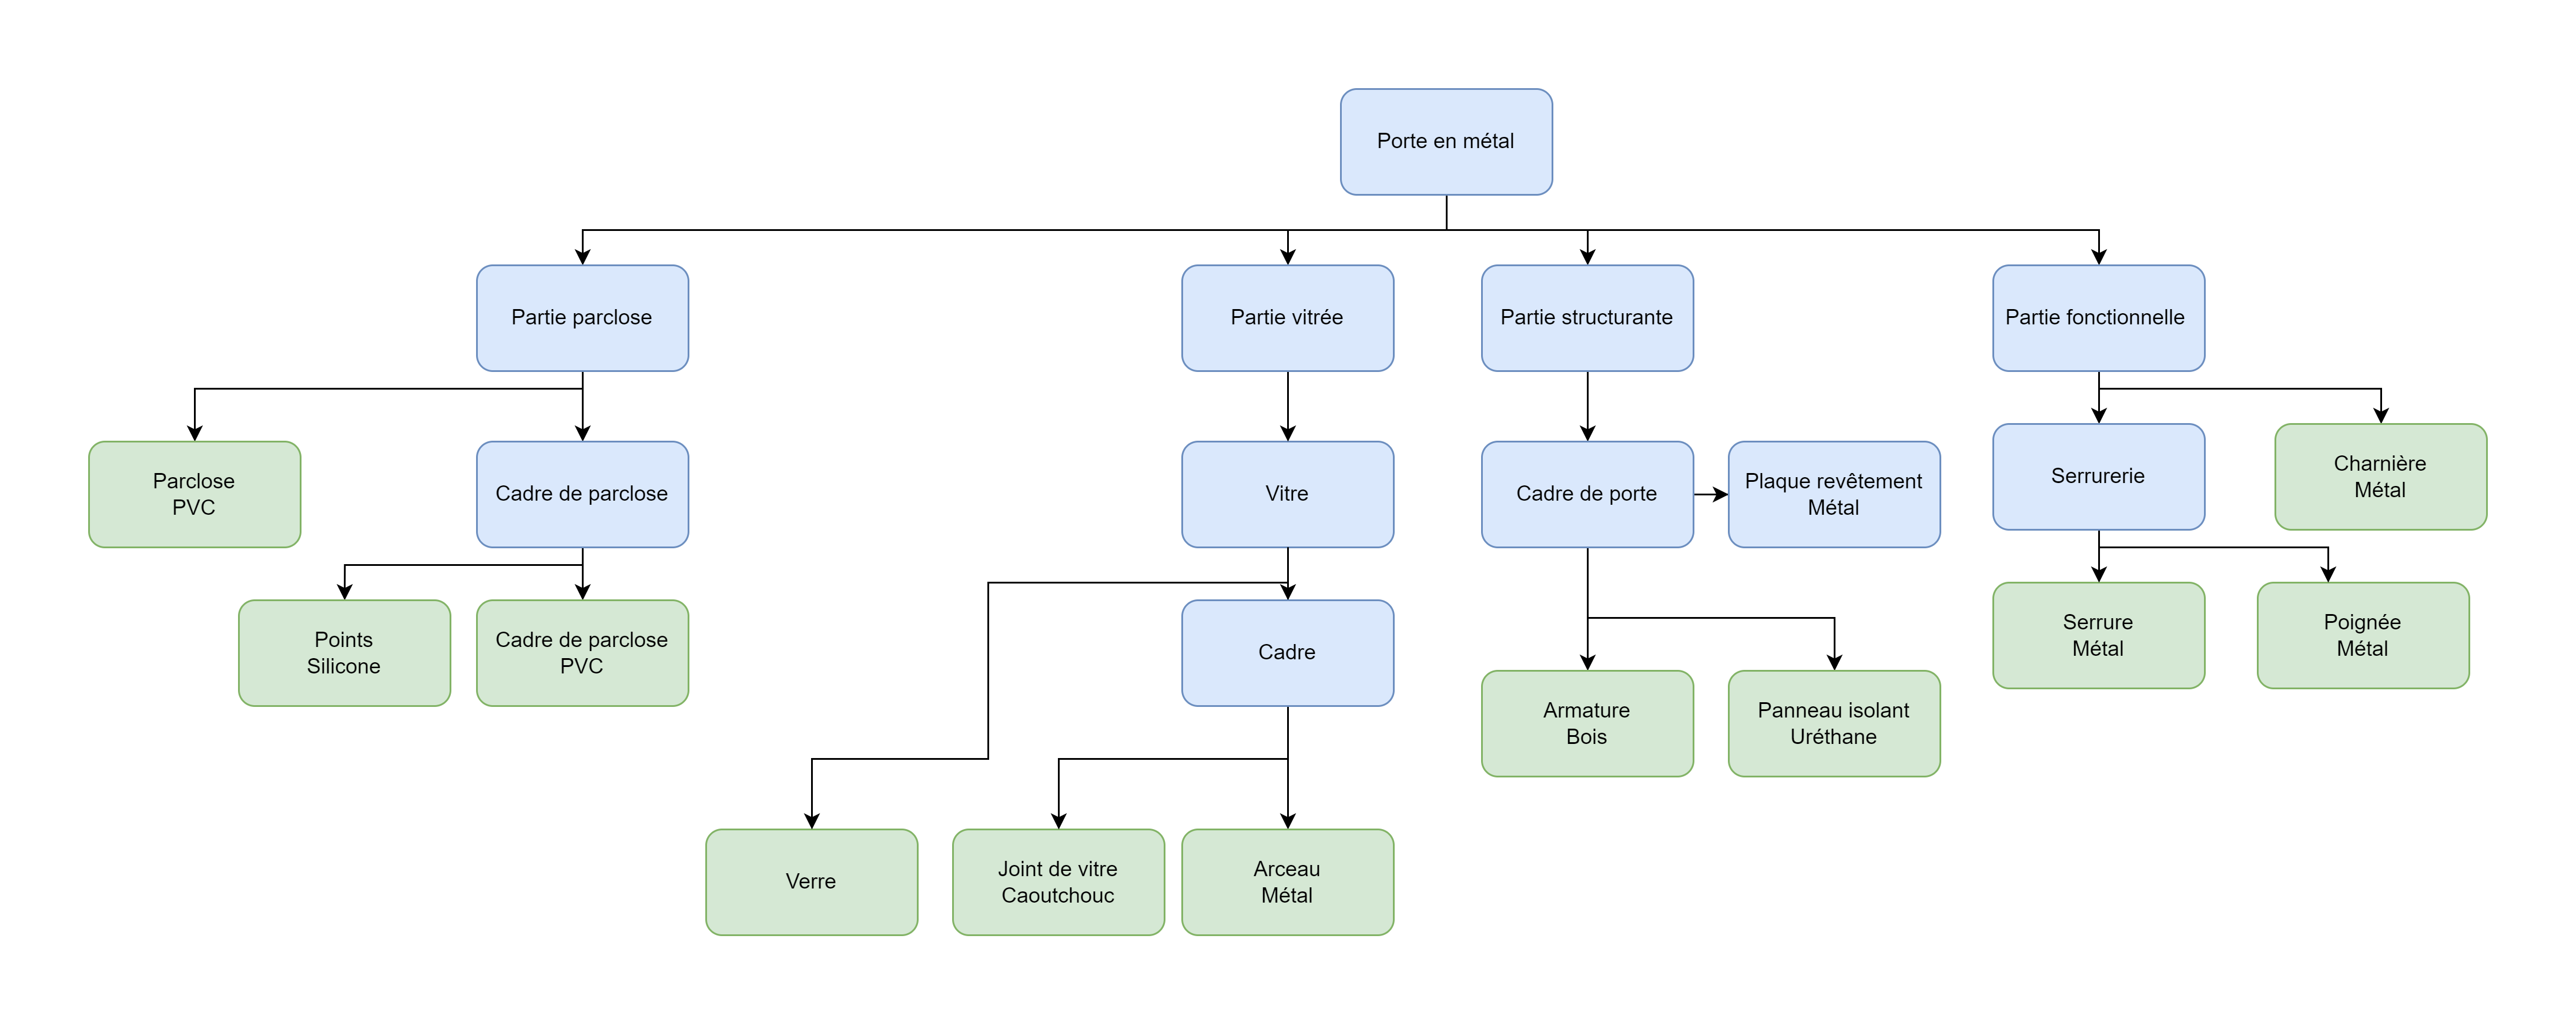 Porte en métal
Partie parclose
Partie vitrée
Partie structurante
Partie fonctionnelle
Parclose
PVC
Cadre de parclose
Vitre
Cadre de porte
Plaque revêtement
Métal
Serrurerie
Charnière
Métal
Points
Silicone
Cadre de parclose
PVC
Cadre
Serrure
Métal
Poignée
Métal
Armature
Bois
Panneau isolant
Uréthane
Verre
Joint de vitre
Caoutchouc
Arceau
Métal